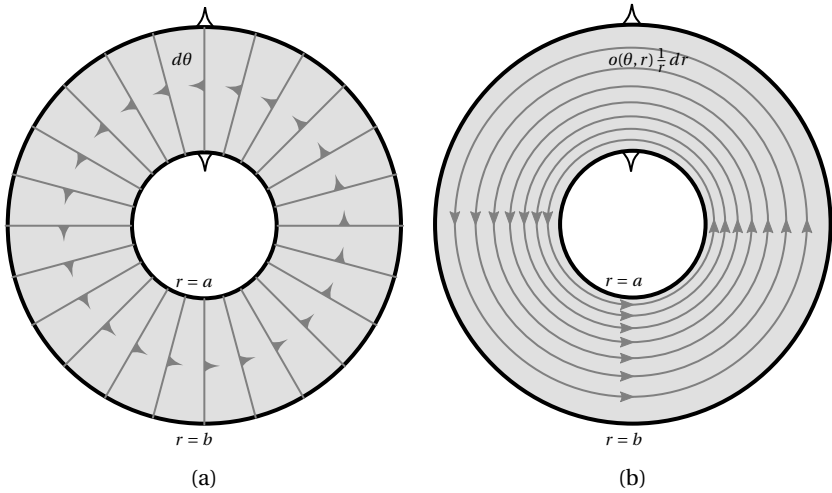 dθ
r = a
r = b
(a)
o(θ, r) 1/r dr
r = a
r = b
(b)